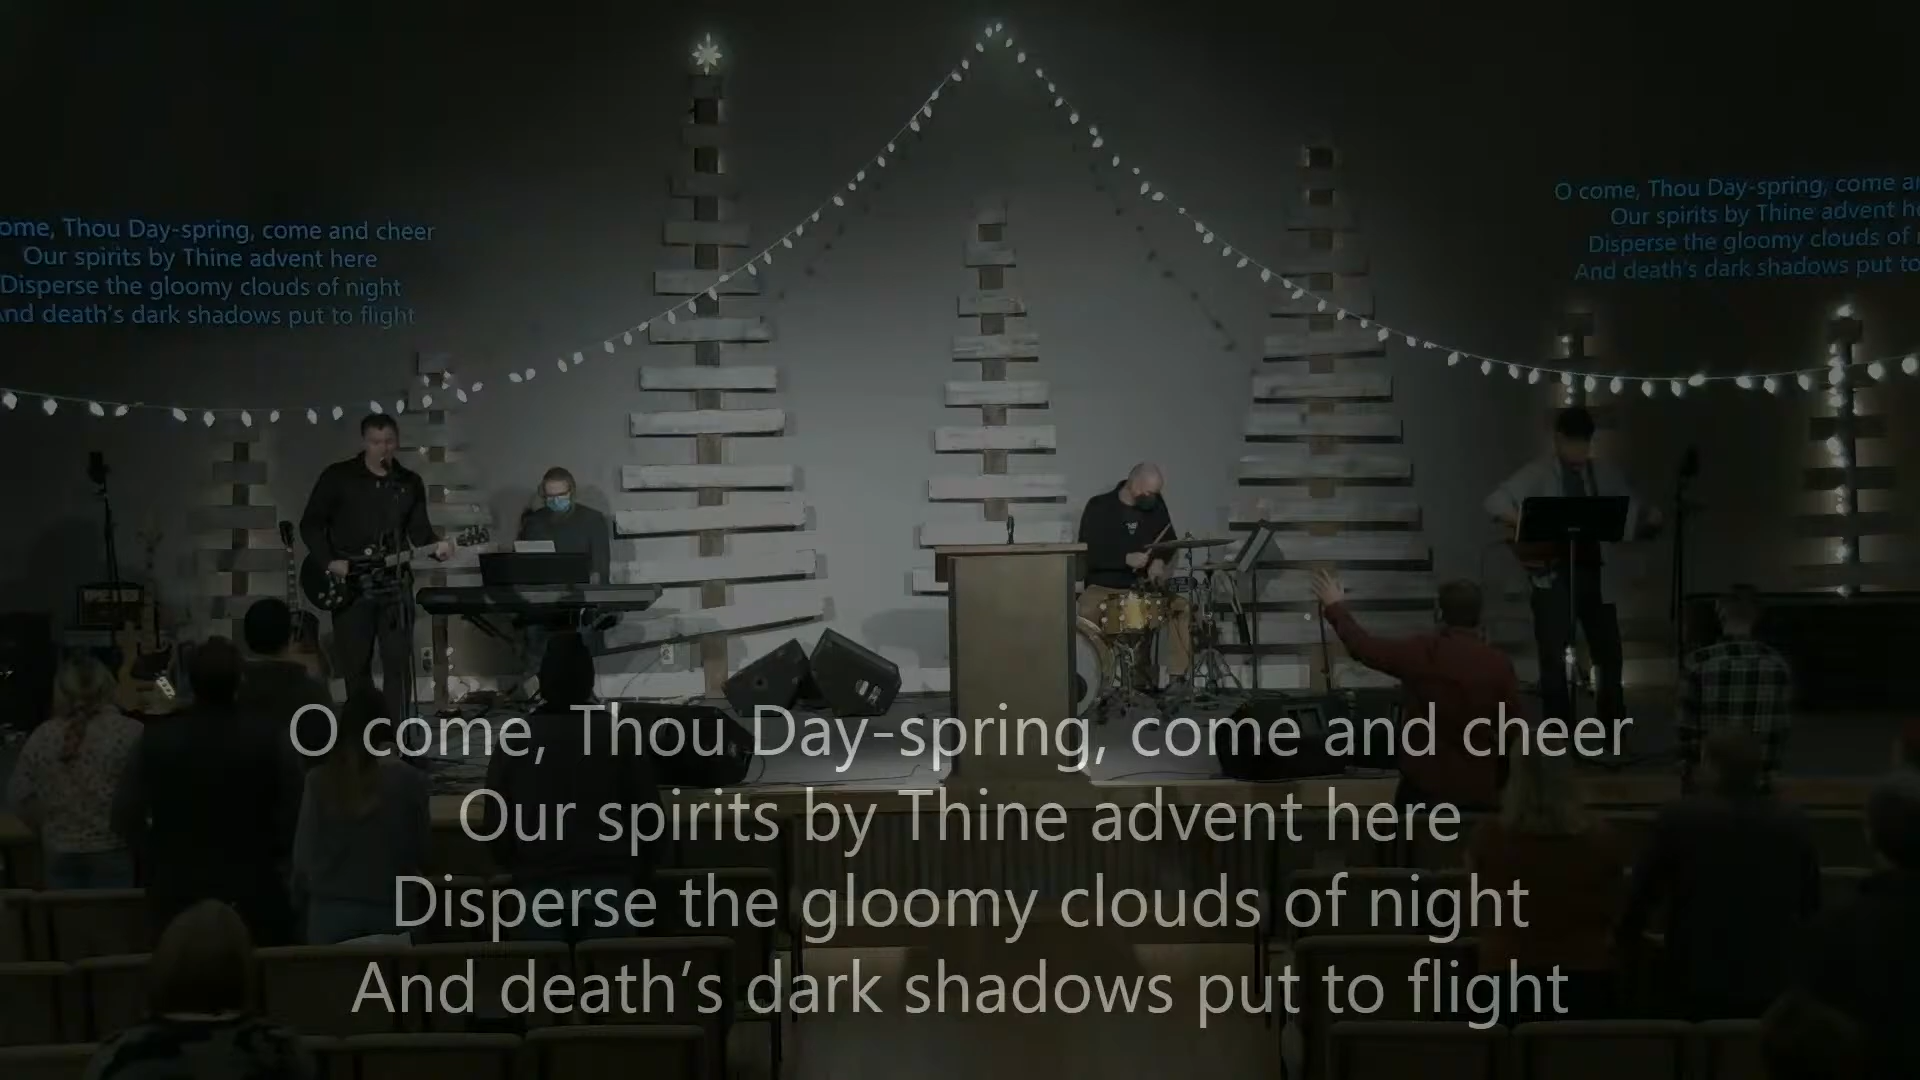 ome, Thou Day-spring, come and cheer
Our spirits by Thine advent here
Disperse the gloomy clouds of night
And death's dark shadows put to flight
O come, Thou Day-spring, come a
Our spirits by Thine advent h
Disperse the gloomy clouds of
And death's dark shadows put to
O come, Thou Day-spring, come and cheer
Our spirits by Thine advent here
Disperse the gloomy clouds of night
And death's dark shadows put to flight